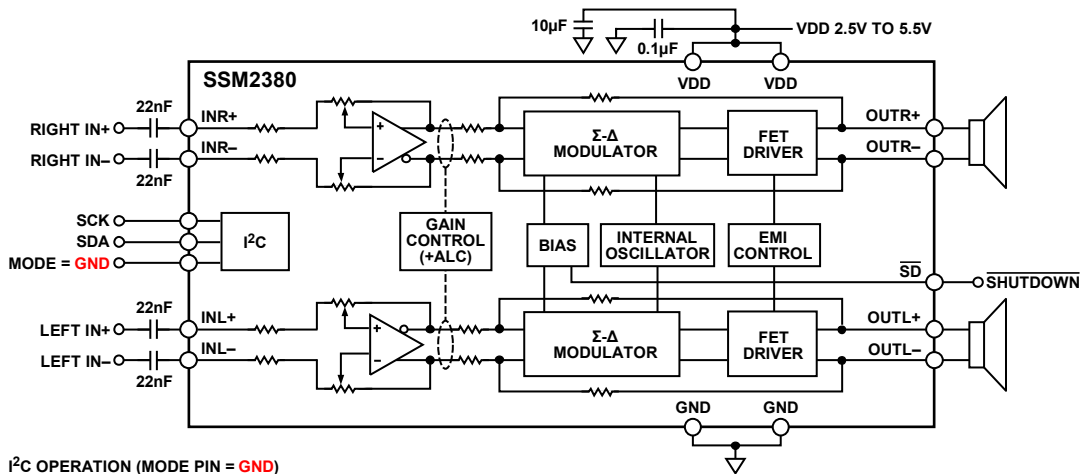 10µF
0.1µF
VDD 2.5V TO 5.5V
SSM2380
VDD
VDD
22nF
INR+
RIGHT IN+
RIGHT IN–
INR–
22nF
+
–
Σ-Δ
MODULATOR
FET
DRIVER
OUTR+
OUTR–
SCK
SDA
MODE = GND
I²C
GAIN
CONTROL
(+ALC)
BIAS
INTERNAL
OSCILLATOR
EMI
CONTROL
SD
SHUTDOWN
22nF
INL+
LEFT IN+
LEFT IN–
INL–
22nF
+
–
Σ-Δ
MODULATOR
FET
DRIVER
OUTL+
OUTL–
GND
GND
I²C OPERATION (MODE PIN = GND)